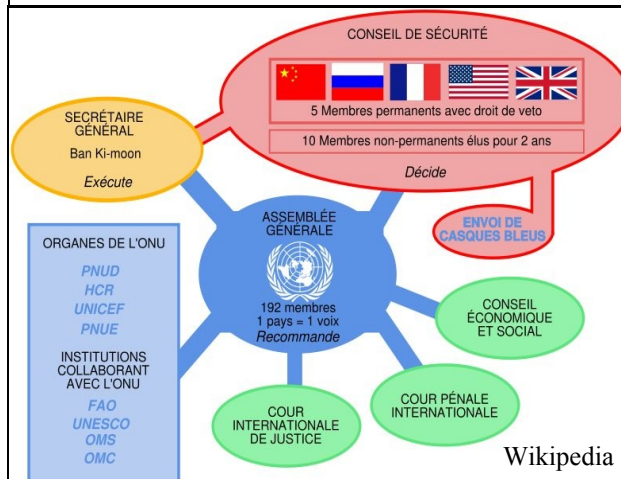 CONSEIL DE SÉCURITÉ
5 Membres permanents avec droit de veto
10 Membres non-permanents élus pour 2 ans
Décide
SECRÉTAIRE
GÉNÉRAL
Ban Ki-moon
Exécute
ENVOI DE
CASQUES BLEUS
ASSEMBLÉE
GÉNÉRALE
192 membres
1 pays = 1 voix
Recommande
ORGANES DE L'ONU
PNUD
HCR
UNICEF
PNUE
INSTITUTIONS
COLLABORANT
AVEC L'ONU
FAO
UNESCO
OMS
OMC
CONSEIL
ÉCONOMIQUE
ET SOCIAL
COUR PÉNALE
INTERNATIONALE
COUR
INTERNATIONALE
DE JUSTICE
Wikipedia